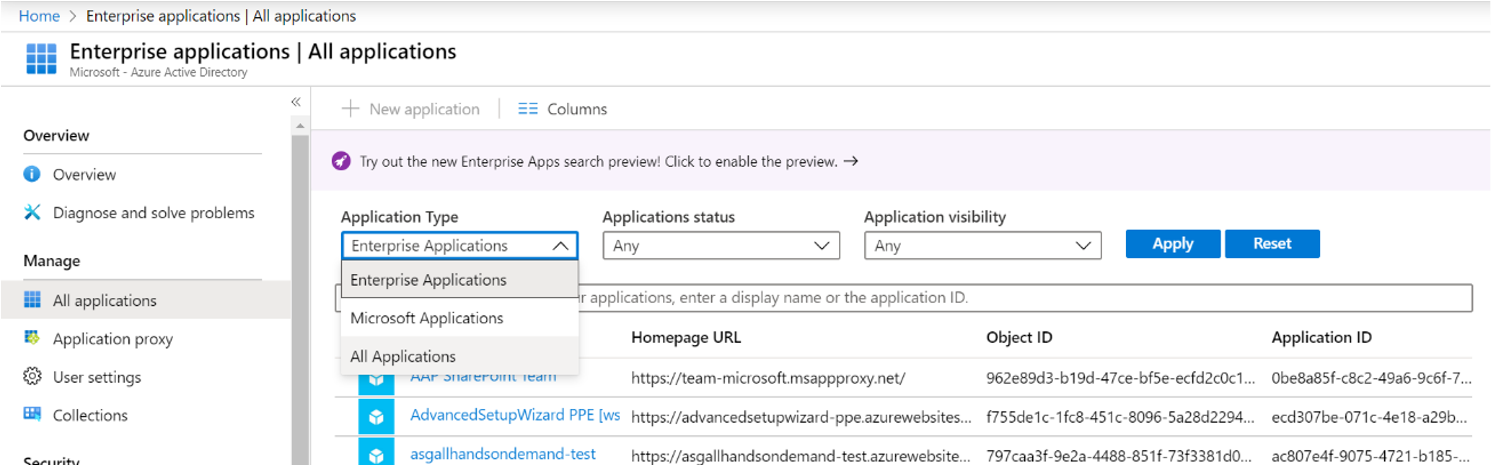 Home > Enterprise applications | All applications
Enterprise applications | All applications
Microsoft - Azure Active Directory
«
Overview
Overview
Diagnose and solve problems
Manage
All applications
Application proxy
User settings
Collections
Security
New application
Columns
Try out the new Enterprise Apps search preview! Click to enable the preview. →
Application Type
Enterprise Applications
Enterprise Applications
Microsoft Applications
All Applications
Applications status
Any
Application visibility
Any
Apply Reset
applications, enter a display name or the application ID.
Homepage URL Object ID Application ID
AAP SharePoint Team https://team-microsoft.msappproxy.net/ 962e89d3-b19d-47ce-bf5e-ecfd2c0c1... 0be8a85f-c8c2-49a6-9c6f-7...
AdvancedSetupWizard PPE [ws https://advancedsetupwizard-ppe.azurewebsites... f755de1c-1fc8-451c-8096-5a28d2294... ecd307be-071c-4e18-a29b...
asgallhandsondemand-test https://asgallhandsondemand-test.azurewebsite... 797caa3f-9e2a-4488-851f-73f3381d0... ac807e4f-9075-4721-b185-...